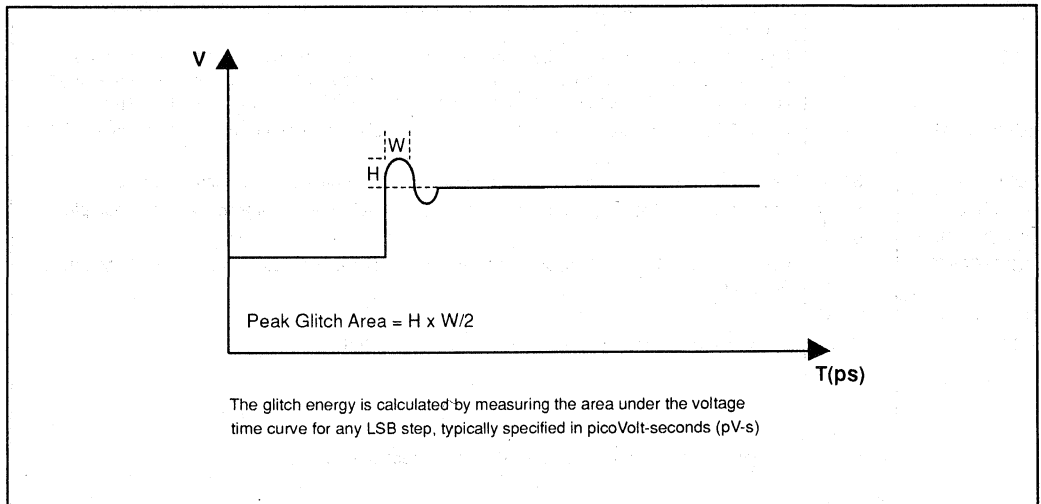 V
W
H
Peak Glitch Area = H x W/2
T(ps)
The glitch energy is calculated by measuring the area under the voltage
time curve for any LSB step, typically specified in picoVolt-seconds (pV-s)